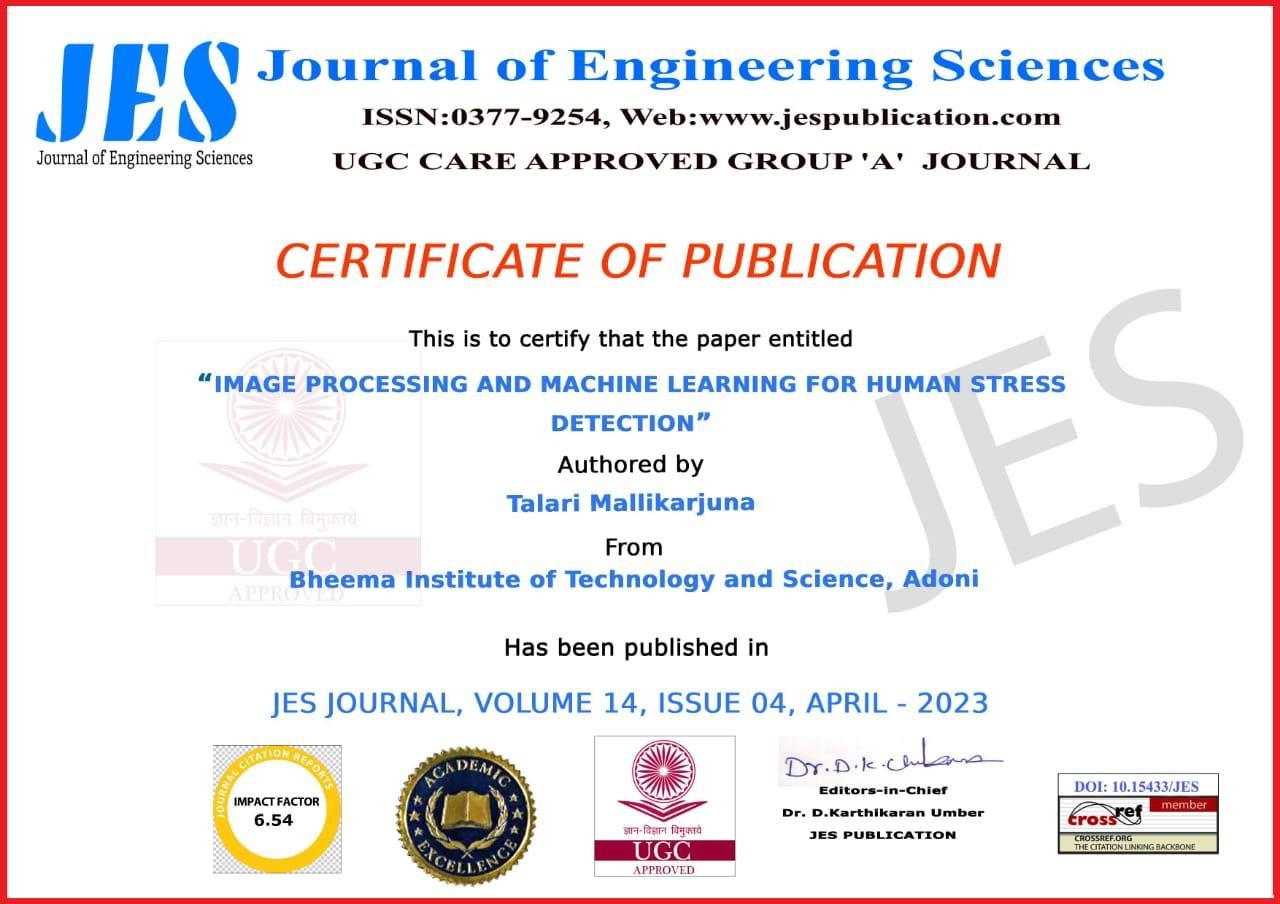 JES Journal of Engineering Sciences
Journal of Engineering Sciences
ISSN:0377-9254, Web:www.jespublication.com
UGC CARE APPROVED GROUP 'A' JOURNAL
CERTIFICATE OF PUBLICATION
This is to certify that the paper entitled
“IMAGE PROCESSING AND MACHINE LEARNING FOR HUMAN STRESS
DETECTION”
Authored by
Talari Mallikarjuna
From
Bheema Institute of Technology and Science, Adoni
Has been published in
JES JOURNAL, VOLUME 14, ISSUE 04, APRIL - 2023
JES
ज्ञान-विज्ञान विमुक्तये
UGC
APPROVED
JOURNAL CITATION REPORTS
IMPACT FACTOR
6.54
ACADEMIC
EXCELLENCE
ज्ञान-विज्ञान विमुक्तये
UGC
APPROVED
Dr. D. K.
Editors-in-Chief
Dr. D.Karthikaran Umber
JES PUBLICATION
DOI: 10.15433/JES
crossref member
CROSSREF.ORG
THE CITATION LINKING BACKBONE